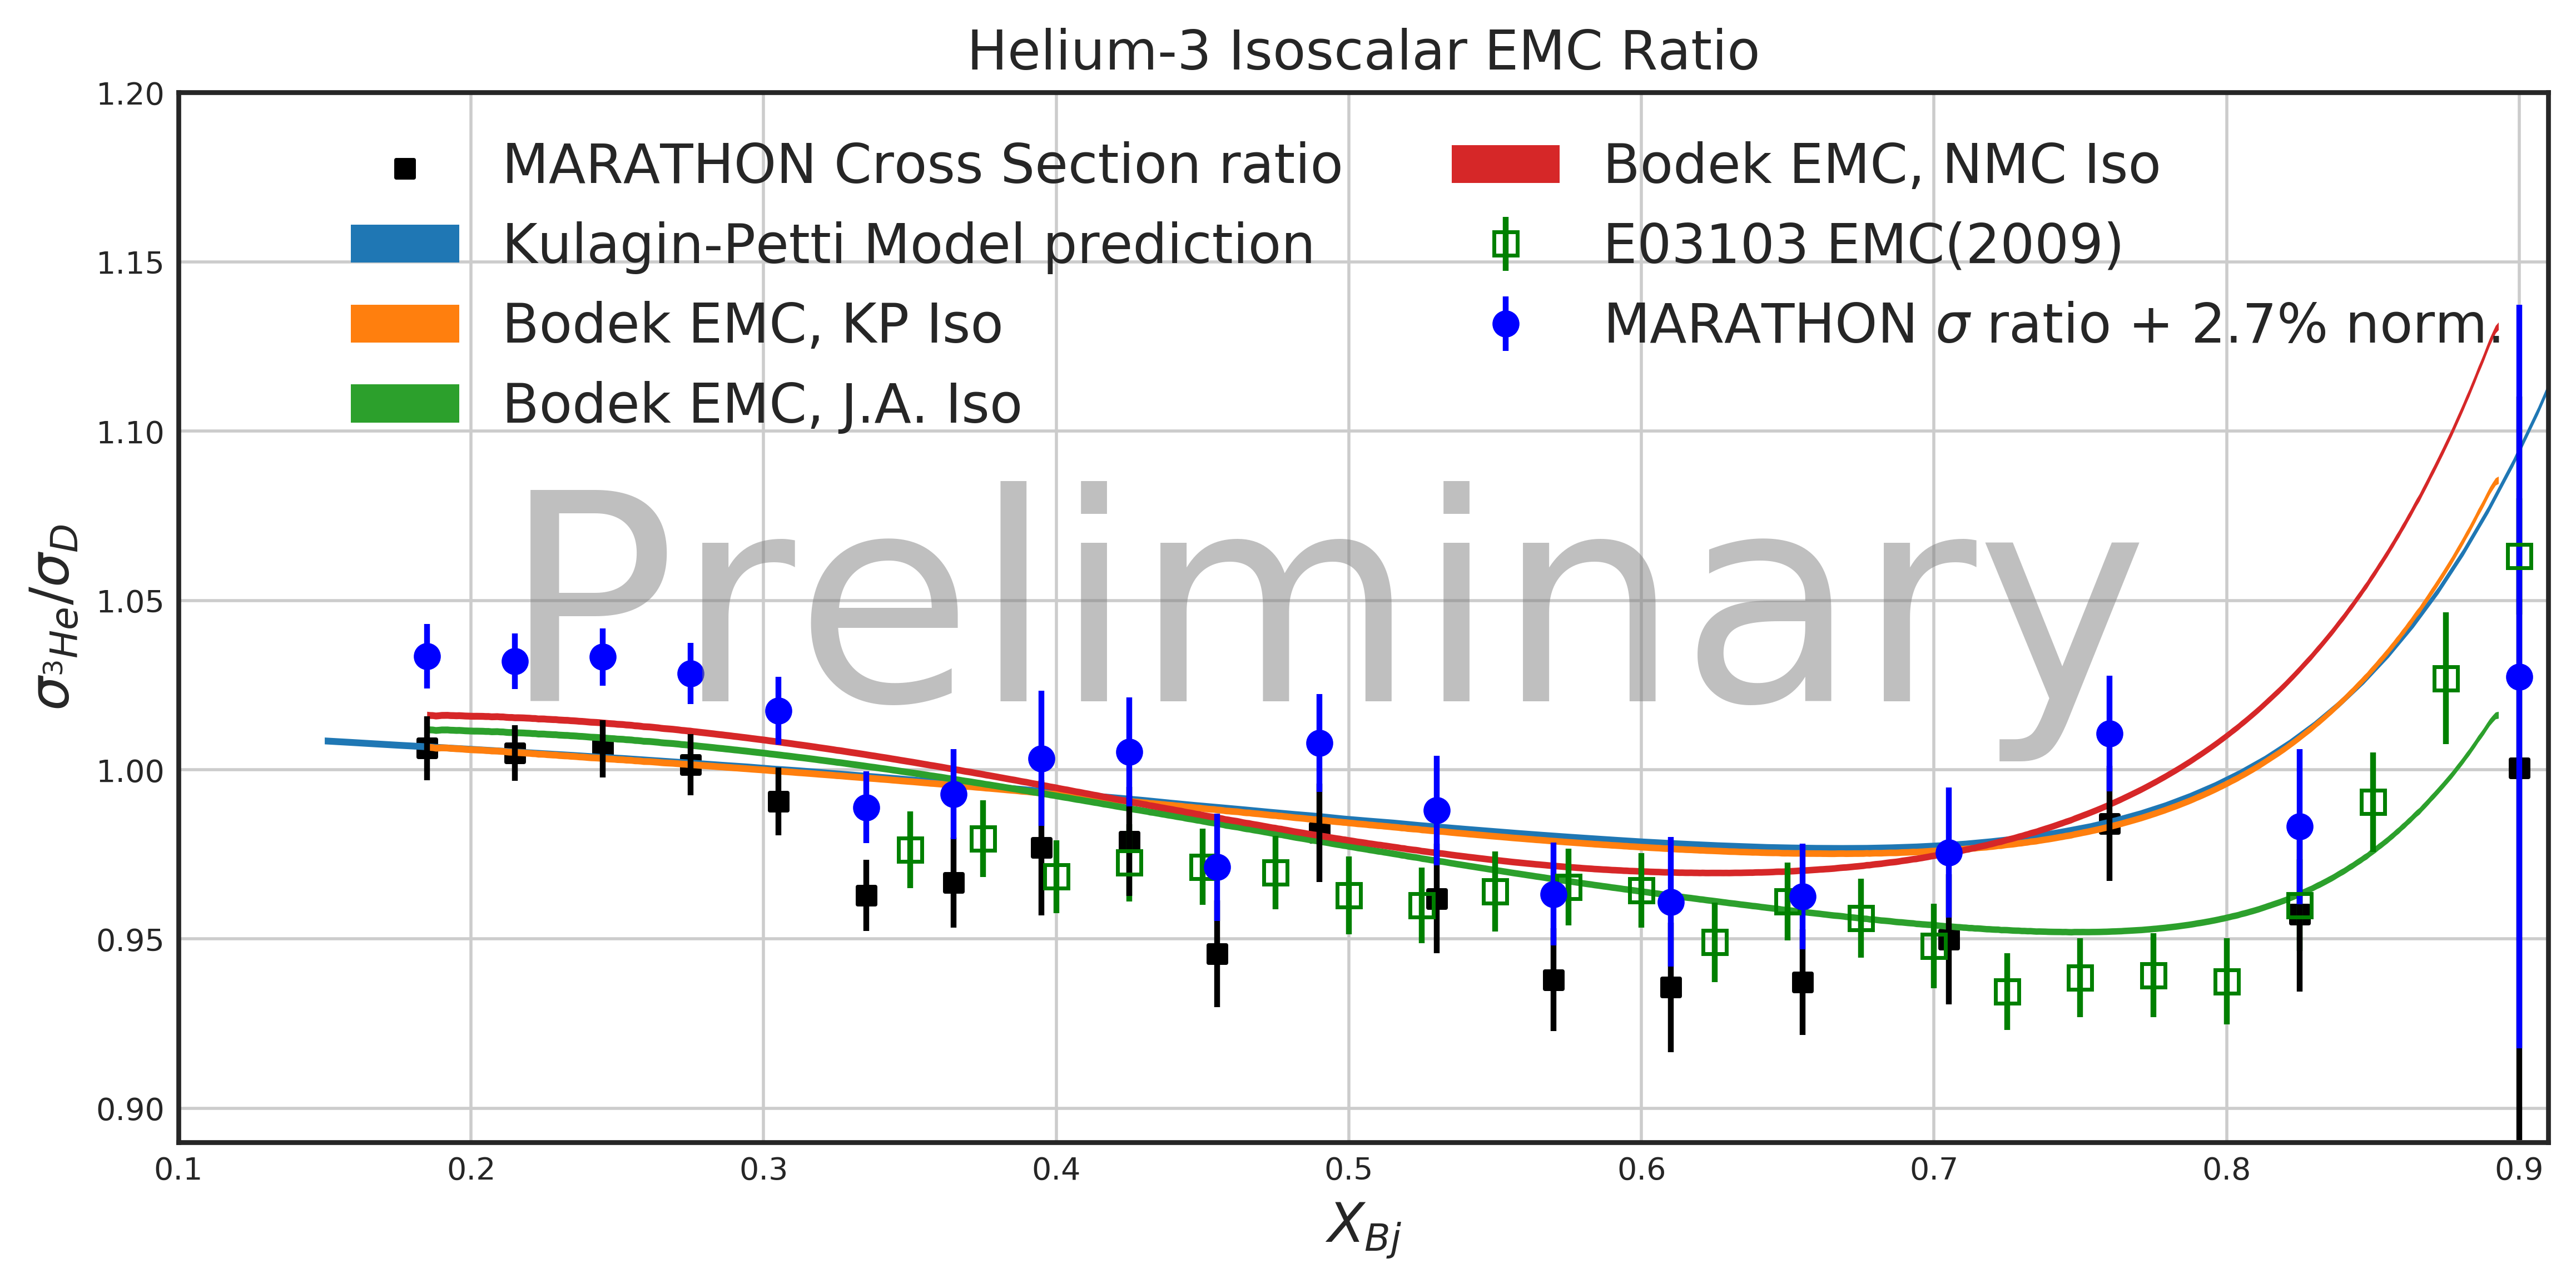 Helium-3 Isoscalar EMC Ratio
1.20
1.15
1.10
1.05
1.00
0.95
0.90
σ³He/σD
MARATHON Cross Section ratio
Kulagin-Petti Model prediction
Bodek EMC, KP Iso
Bodek EMC, J.A. Iso
Bodek EMC, NMC Iso
E03103 EMC(2009)
MARATHON σ ratio + 2.7% norm.
Preliminary
0.1 0.2 0.3 0.4 0.5 0.6 0.7 0.8 0.9
XBj